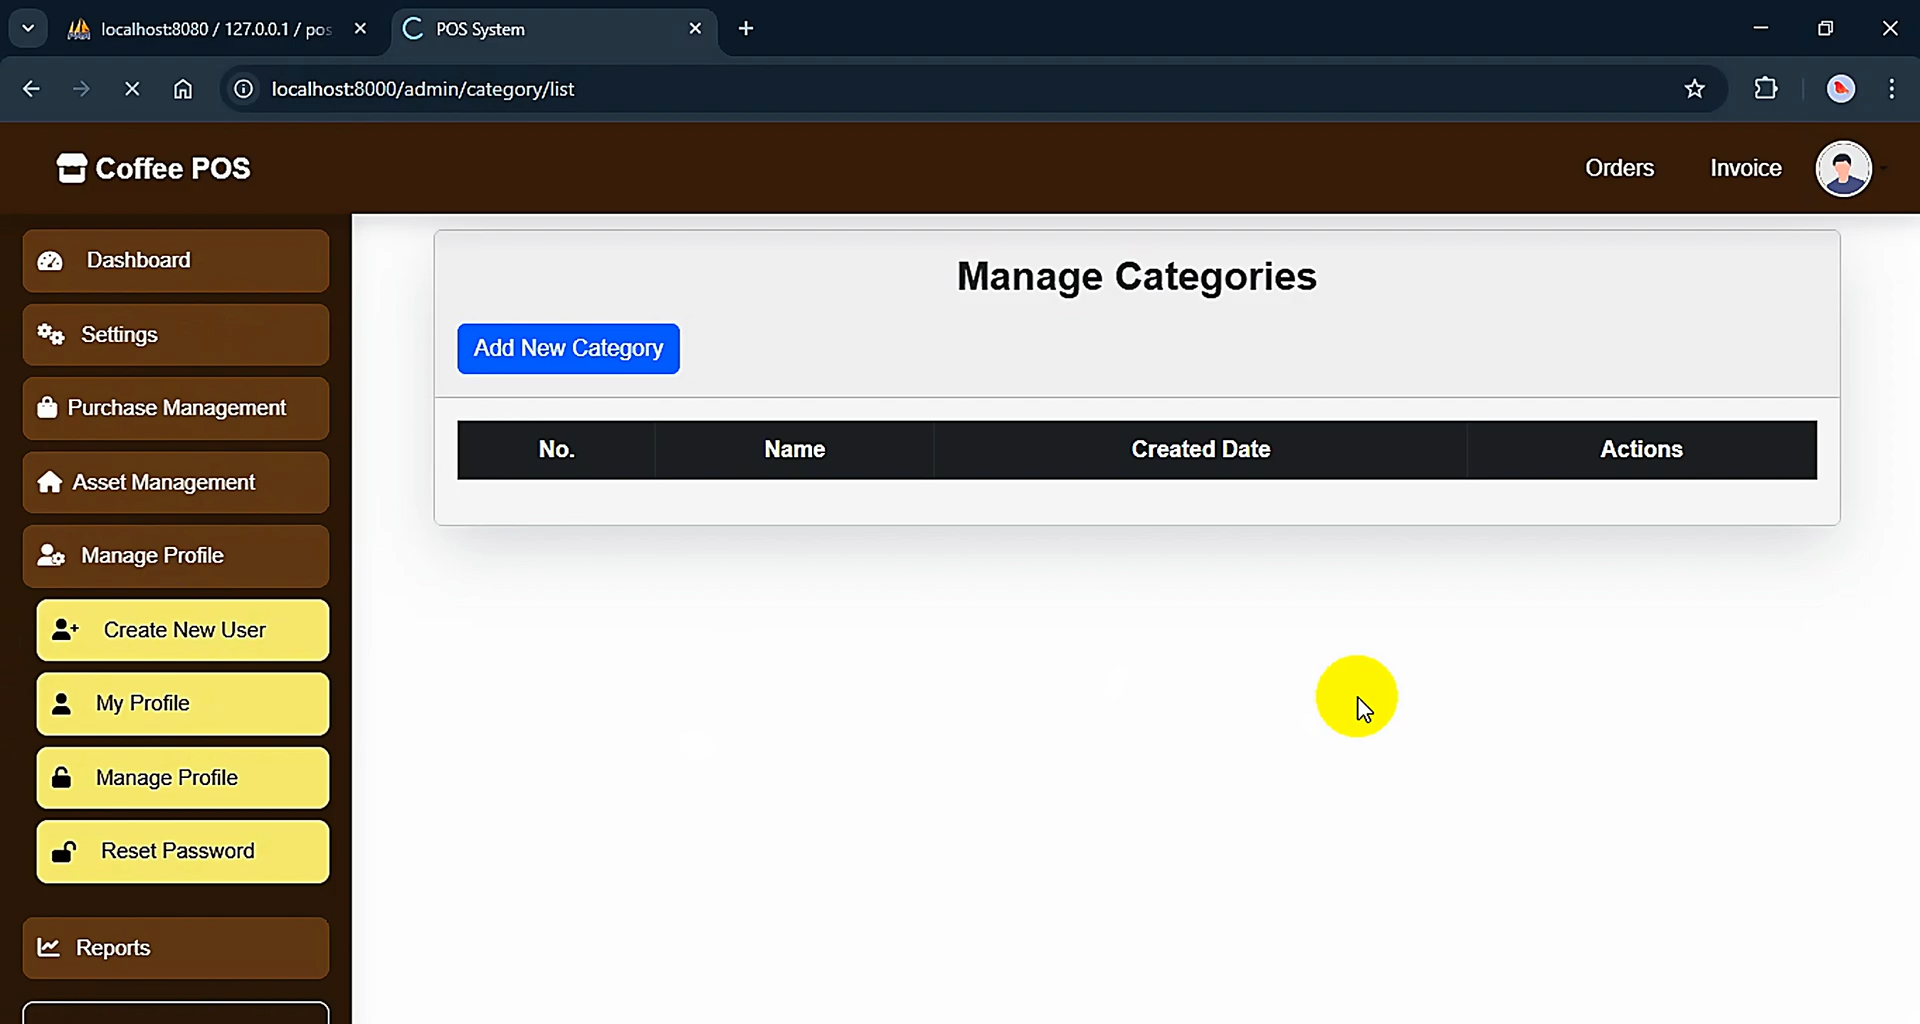 localhost:8080 / 127.0.0.1 / pos
POS System
localhost:8000/admin/category/list
Coffee POS
Orders
Invoice
Dashboard
Settings
Purchase Management
Asset Management
Manage Profile
Create New User
My Profile
Manage Profile
Reset Password
Reports
Manage Categories
Add New Category
No. Name Created Date Actions